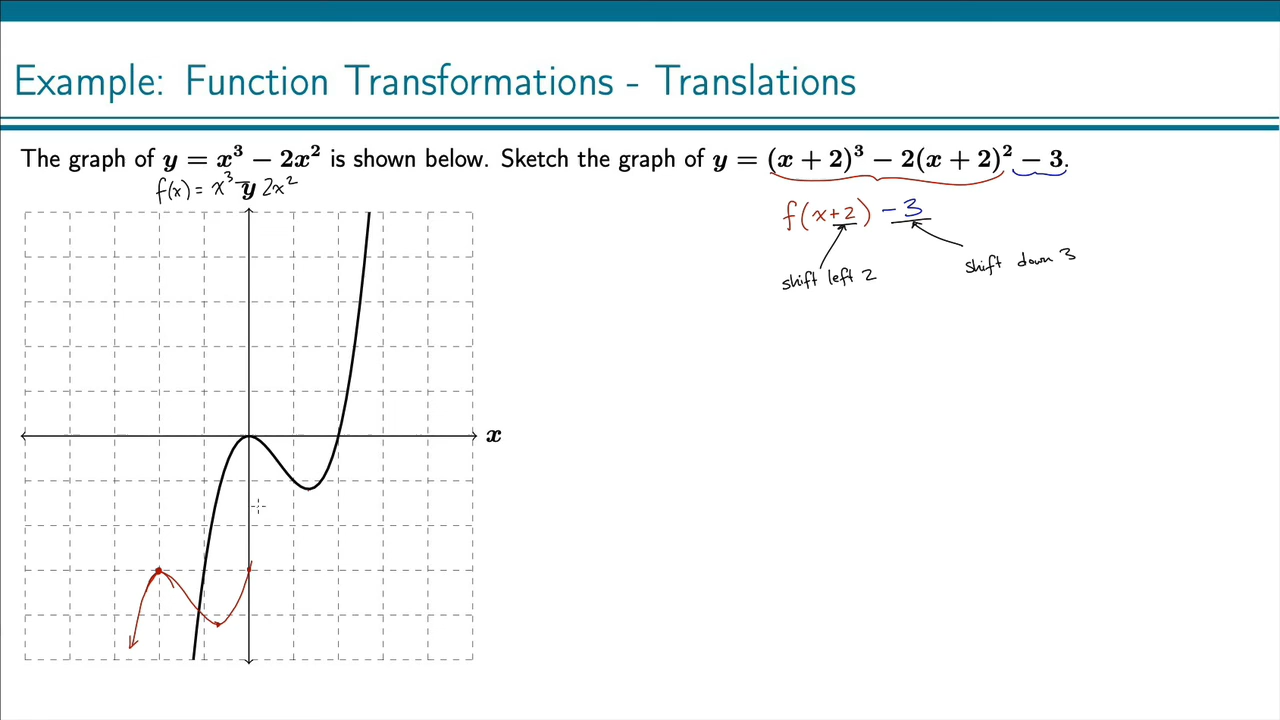 Example: Function Transformations - Translations
The graph of y = x³ − 2x² is shown below. Sketch the graph of y = (x + 2)³ − 2(x + 2)² − 3.
f(x) = x³ − 2x²
y
f(x+2) −3
shift left 2
shift down 3
x